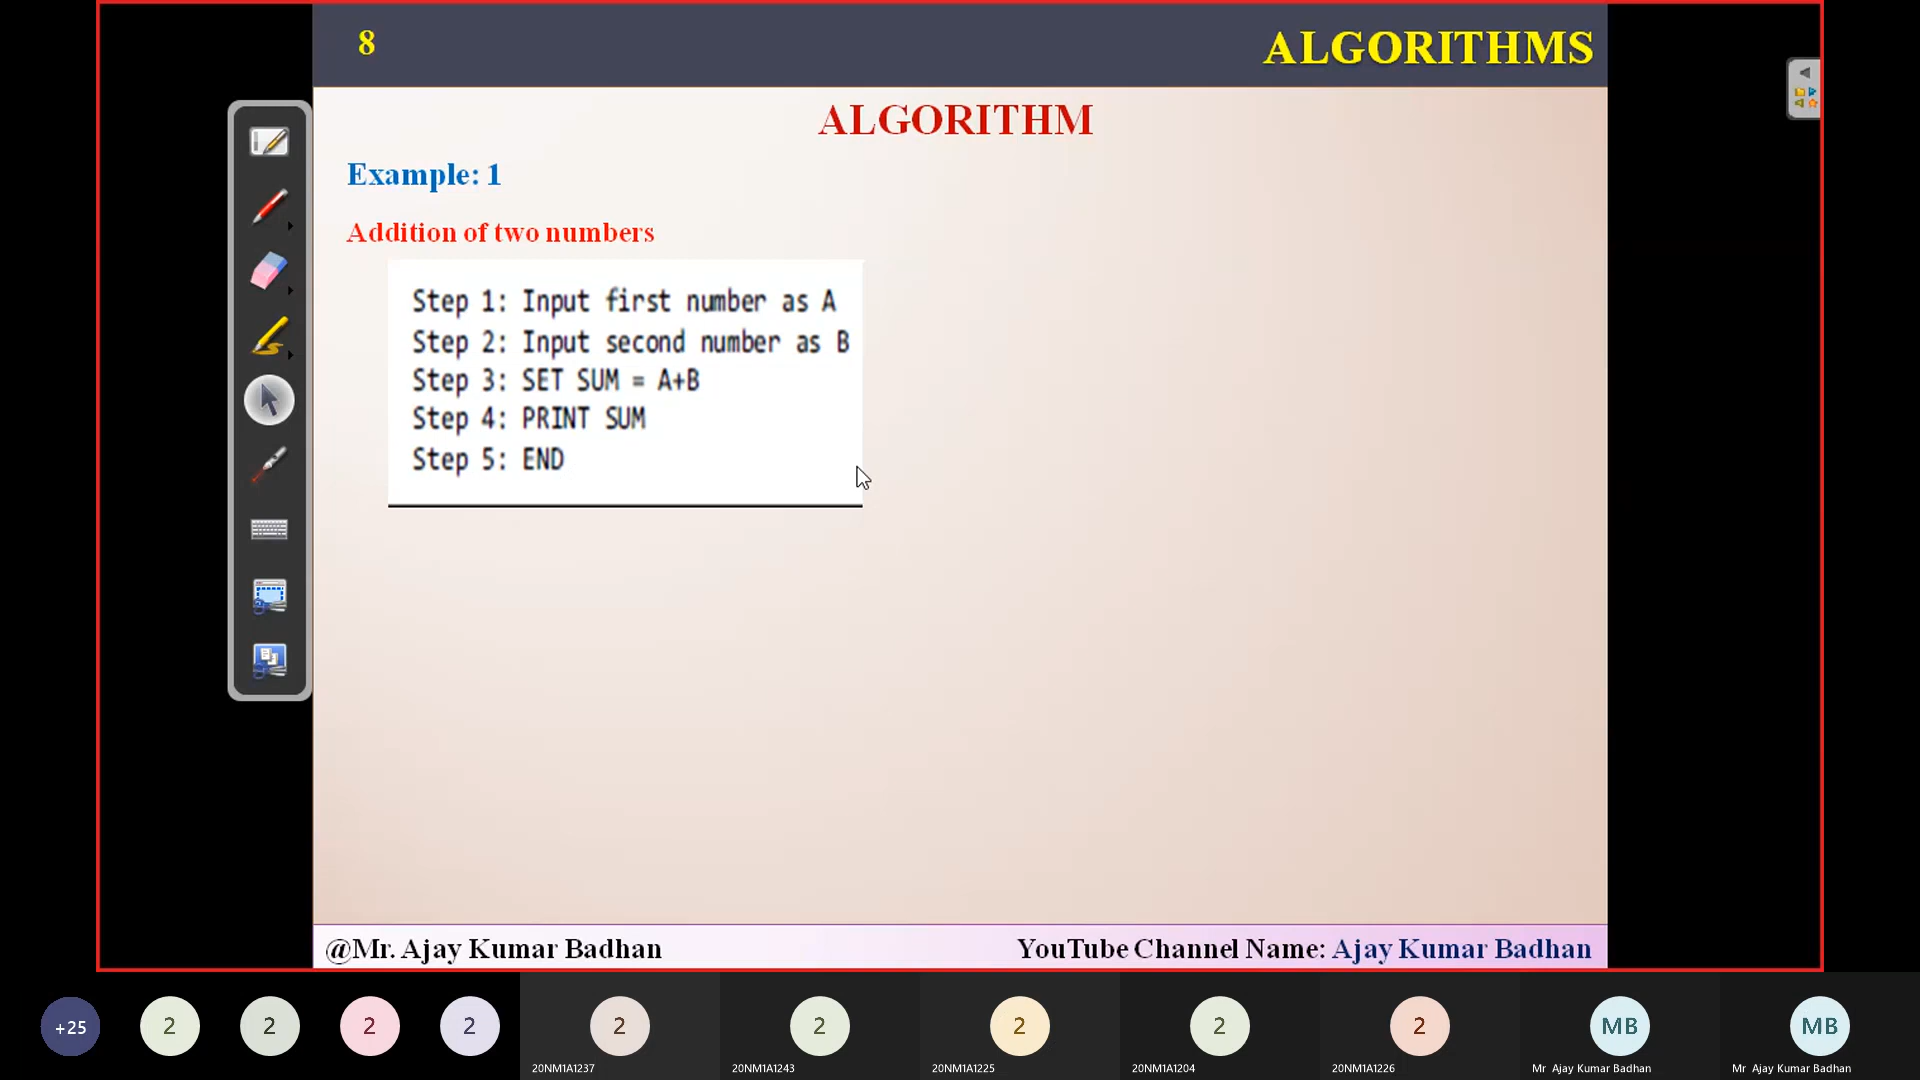 8
ALGORITHMS
ALGORITHM
Example: 1
Addition of two numbers
Step 1: Input first number as A
Step 2: Input second number as B
Step 3: SET SUM = A+B
Step 4: PRINT SUM
Step 5: END
@Mr. Ajay Kumar Badhan
YouTube Channel Name: Ajay Kumar Badhan
+25
2
2
2
2
2
2
2
2
2
MB
MB
20NM1A1237
20NM1A1243
20NM1A1225
20NM1A1204
20NM1A1226
Mr Ajay Kumar Badhan
Mr Ajay Kumar Badhan